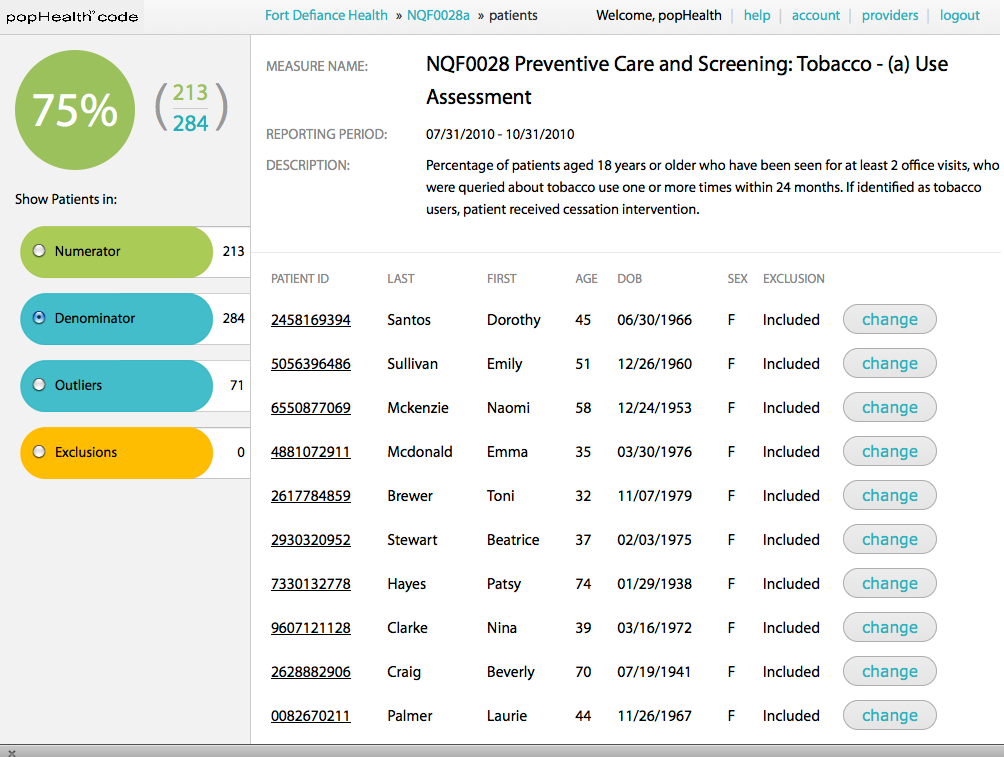 popHealth™code
Fort Defiance Health » NQF0028a » patients
Welcome, popHealth | help | account | providers | logout
75%
(213
284)
Show Patients in:
Numerator 213
Denominator 284
Outliers 71
Exclusions 0
MEASURE NAME: NQF0028 Preventive Care and Screening: Tobacco - (a) Use
Assessment
REPORTING PERIOD: 07/31/2010 - 10/31/2010
DESCRIPTION: Percentage of patients aged 18 years or older who have been seen for at least 2 office visits, who
were queried about tobacco use one or more times within 24 months. If identified as tobacco
users, patient received cessation intervention.
PATIENT ID LAST FIRST AGE DOB SEX EXCLUSION
2458169394 Santos Dorothy 45 06/30/1966 F Included change
5056396486 Sullivan Emily 51 12/26/1960 F Included change
6550877069 Mckenzie Naomi 58 12/24/1953 F Included change
4881072911 Mcdonald Emma 35 03/30/1976 F Included change
2617784859 Brewer Toni 32 11/07/1979 F Included change
2930320952 Stewart Beatrice 37 02/03/1975 F Included change
7330132778 Hayes Patsy 74 01/29/1938 F Included change
9607121128 Clarke Nina 39 03/16/1972 F Included change
2628882906 Craig Beverly 70 07/19/1941 F Included change
0082670211 Palmer Laurie 44 11/26/1967 F Included change